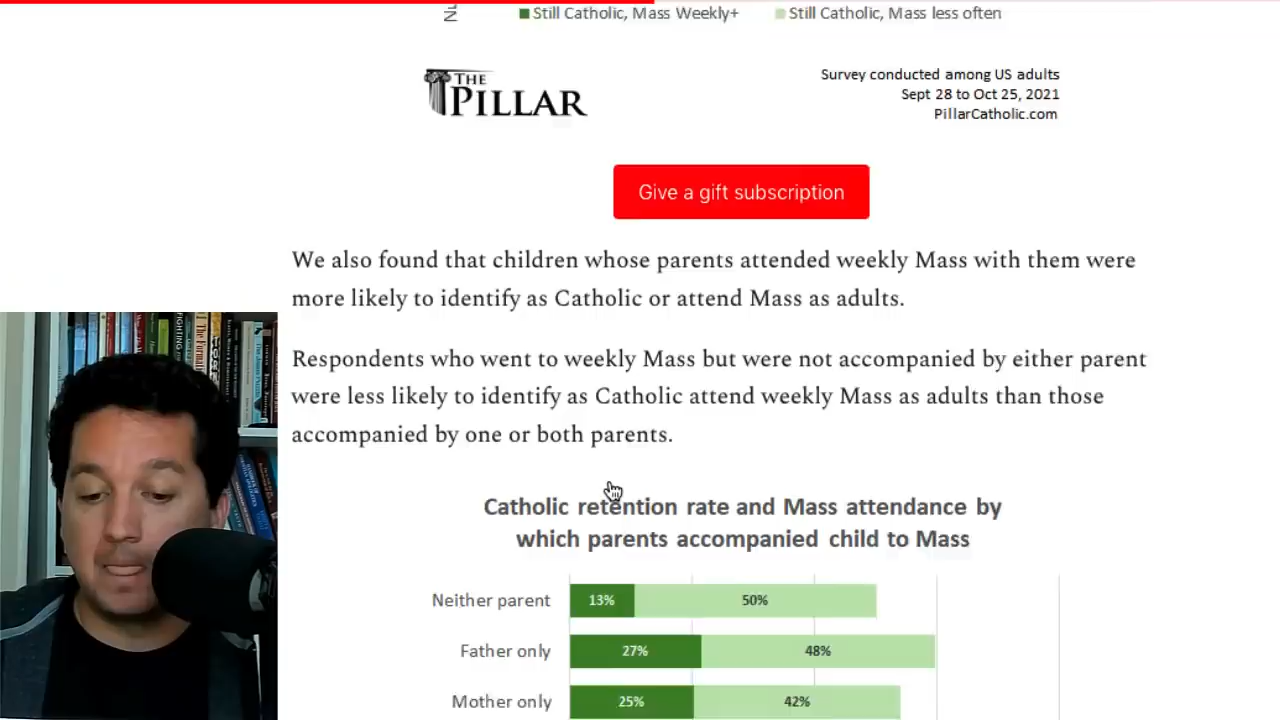 Still Catholic, Mass Weekly+ Still Catholic, Mass less often
THE
PILLAR
Survey conducted among US adults
Sept 28 to Oct 25, 2021
PillarCatholic.com
Give a gift subscription
We also found that children whose parents attended weekly Mass with them were
more likely to identify as Catholic or attend Mass as adults.
Respondents who went to weekly Mass but were not accompanied by either parent
were less likely to identify as Catholic attend weekly Mass as adults than those
accompanied by one or both parents.
Catholic retention rate and Mass attendance by
which parents accompanied child to Mass
Neither parent 13% 50%
Father only 27% 48%
Mother only 25% 42%